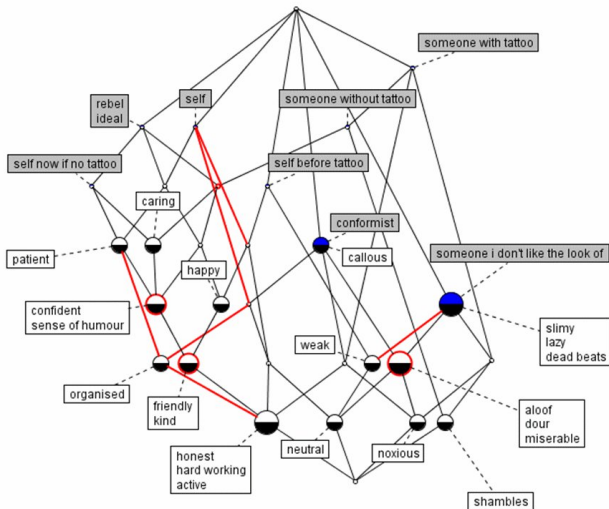 someone with tattoo
rebel
ideal
self
someone without tattoo
self now if no tattoo
self before tattoo
caring
conformist
patient
callous
someone i don't like the look of
happy
confident
sense of humour
slimy
lazy
dead beats
weak
organised
friendly
kind
aloof
dour
miserable
honest
hard working
active
neutral
noxious
shambles